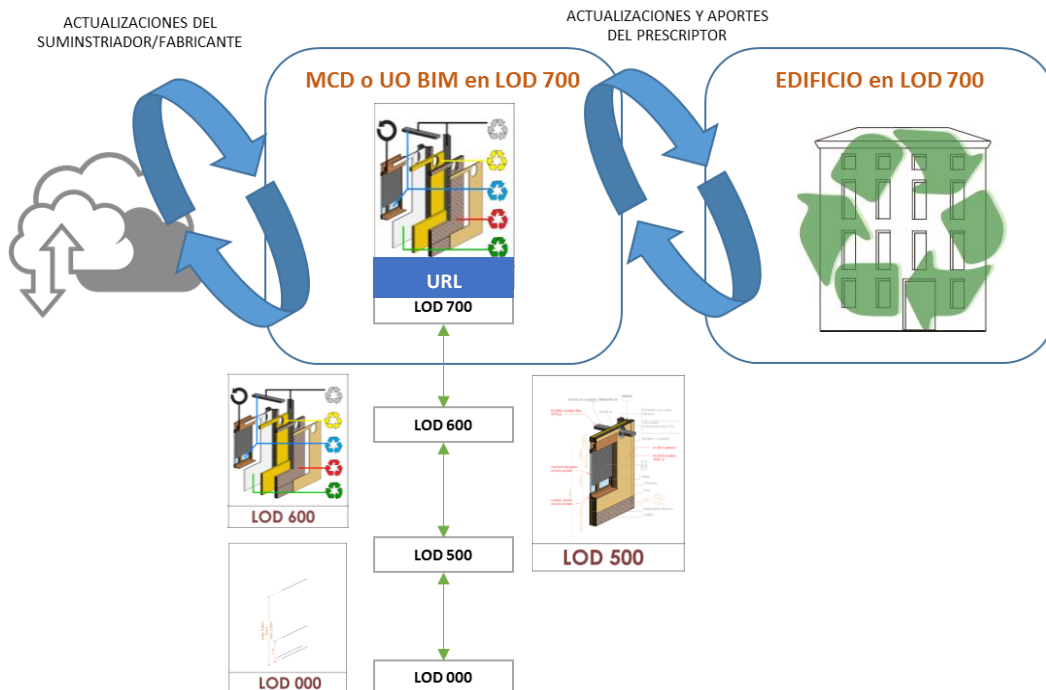 ACTUALIZACIONES DEL
SUMINSTRIADOR/FABRICANTE
ACTUALIZACIONES Y APORTES
DEL PRESCRIPTOR
MCD o UO BIM en LOD 700
EDIFICIO en LOD 700
URL
LOD 700
LOD 600
LOD 600
LOD 500
LOD 500
LOD 000
LOD 000